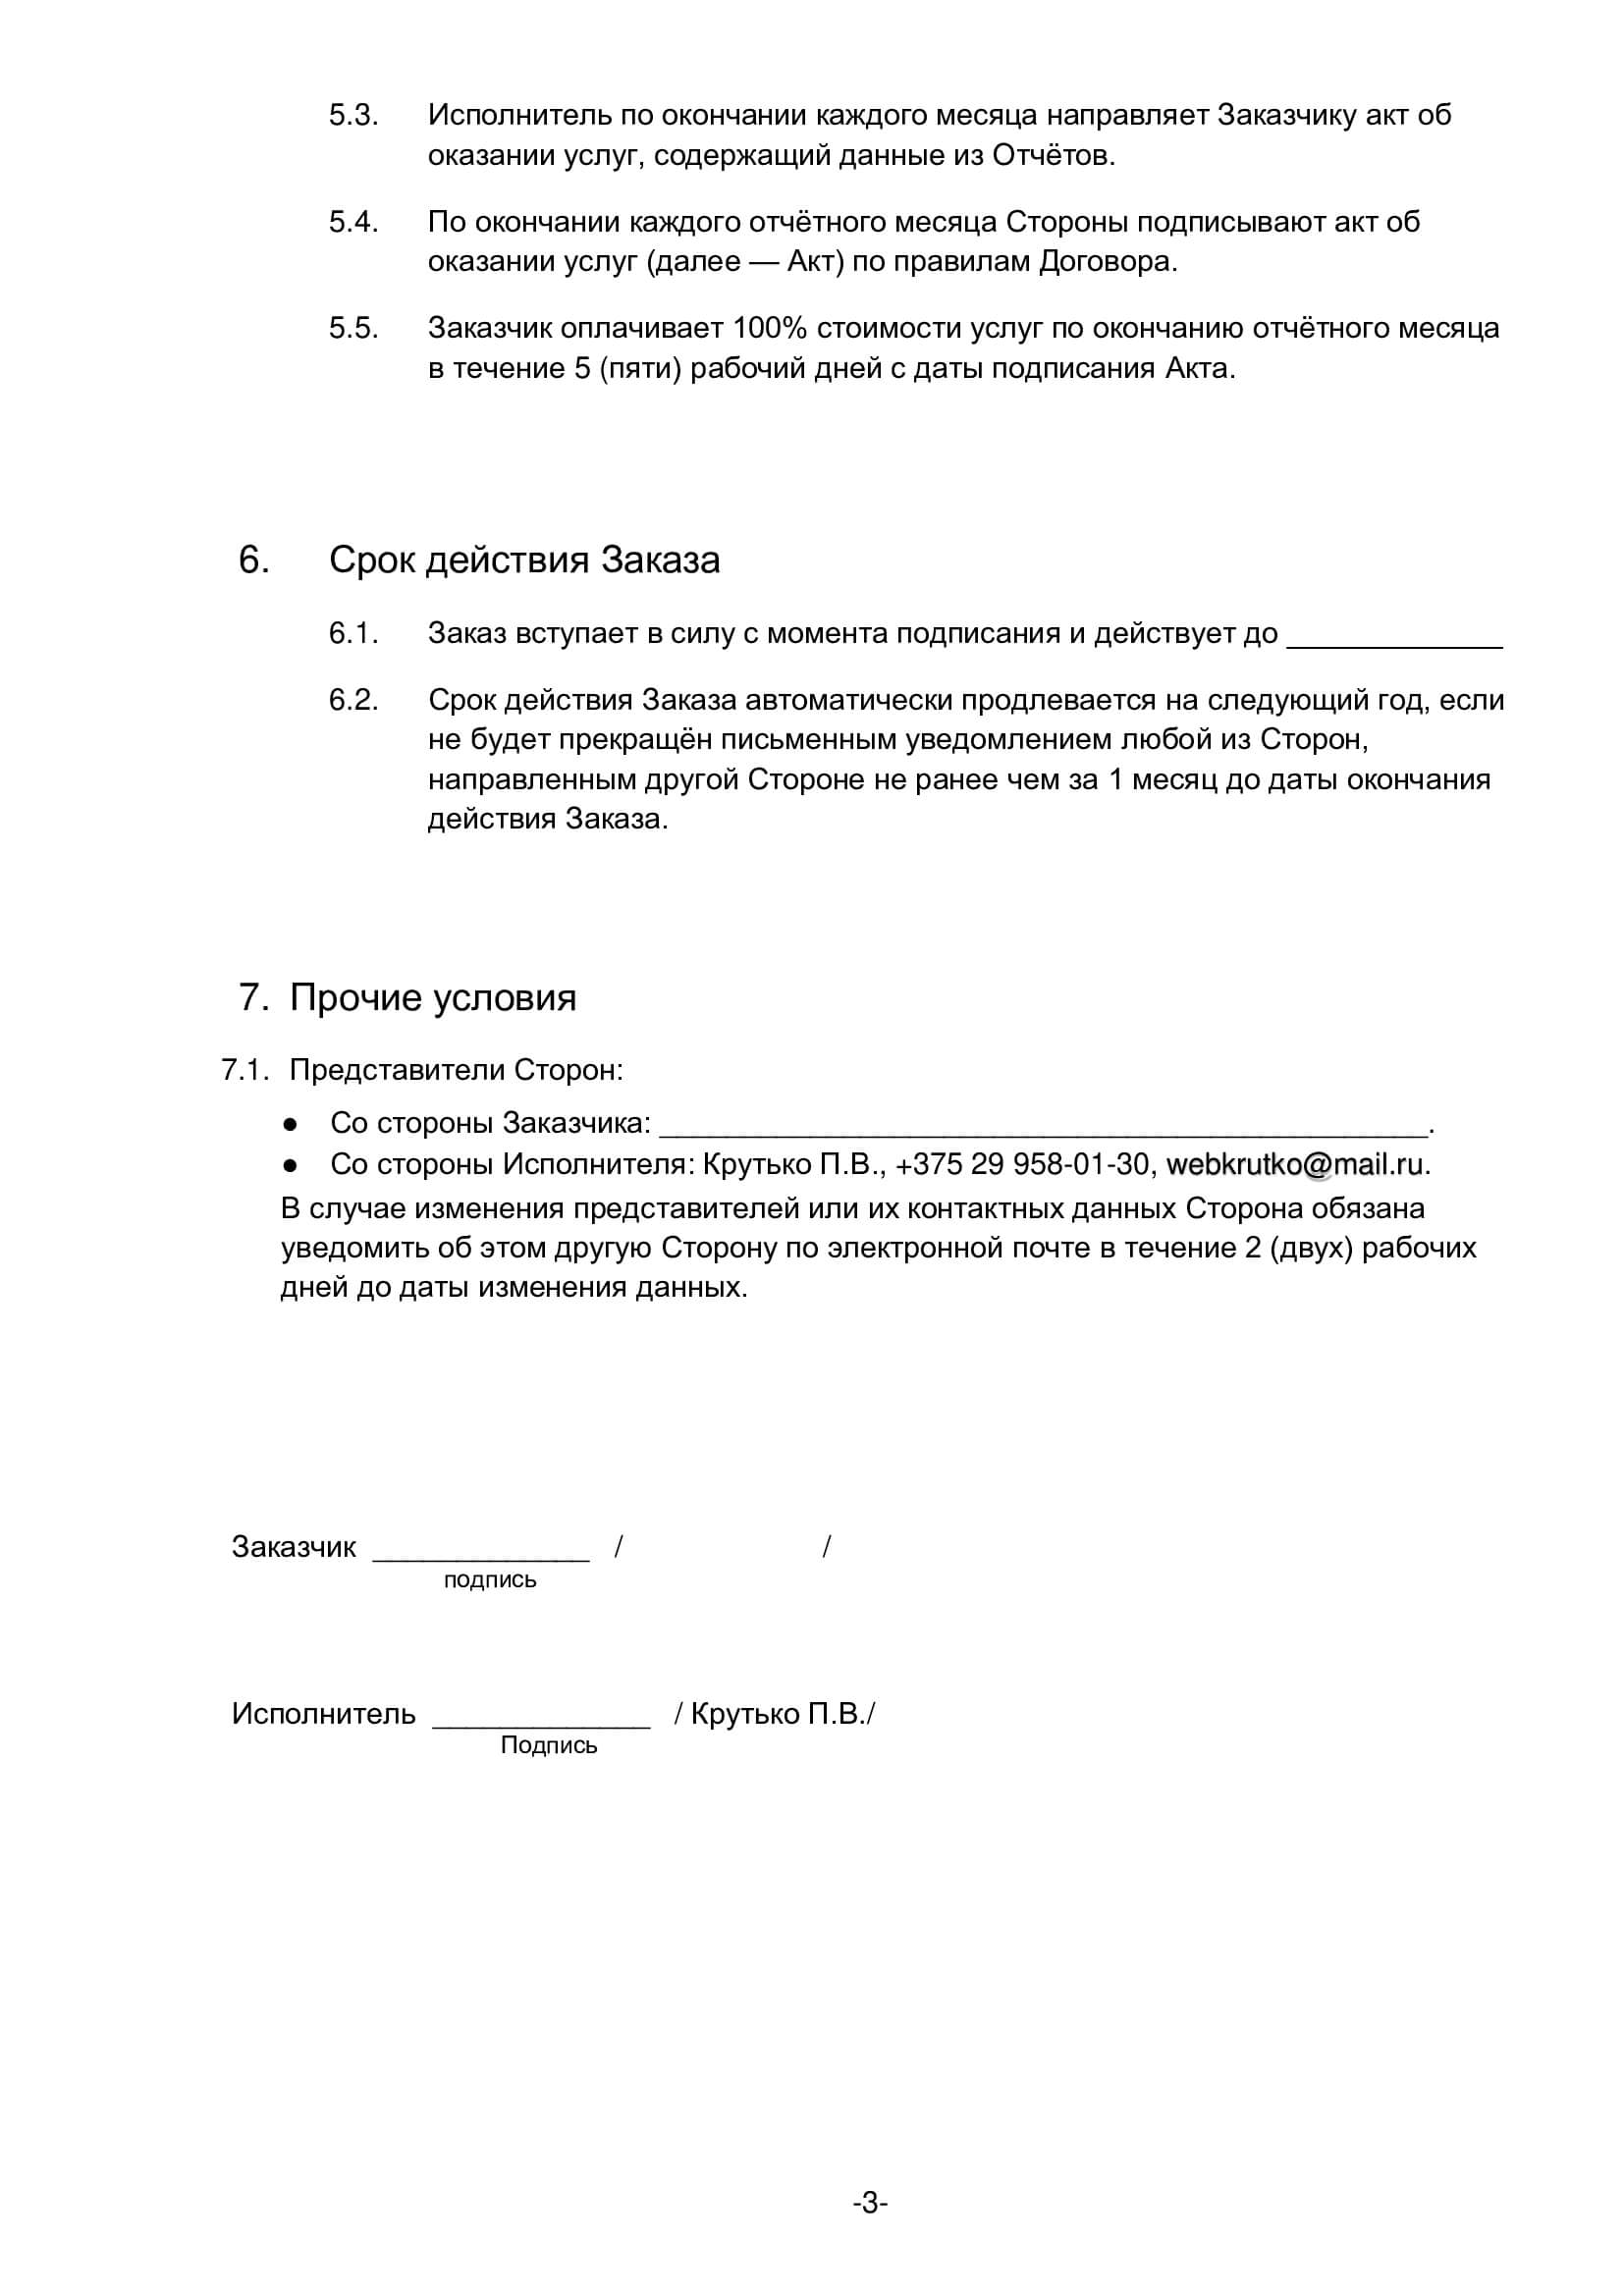 5.3. Исполнитель по окончании каждого месяца направляет Заказчику акт об
оказании услуг, содержащий данные из Отчётов.
5.4. По окончании каждого отчётного месяца Стороны подписывают акт об
оказании услуг (далее — Акт) по правилам Договора.
5.5. Заказчик оплачивает 100% стоимости услуг по окончанию отчётного месяца
в течение 5 (пяти) рабочий дней с даты подписания Акта.
6. Срок действия Заказа
6.1. Заказ вступает в силу с момента подписания и действует до _____________
6.2. Срок действия Заказа автоматически продлевается на следующий год, если
не будет прекращён письменным уведомлением любой из Сторон,
направленным другой Стороне не ранее чем за 1 месяц до даты окончания
действия Заказа.
7. Прочие условия
7.1. Представители Сторон:
● Со стороны Заказчика: ______________________________________________.
● Со стороны Исполнителя: Крутько П.В., +375 29 958-01-30, webkrutko@mail.ru.
В случае изменения представителей или их контактных данных Сторона обязана
уведомить об этом другую Сторону по электронной почте в течение 2 (двух) рабочих
дней до даты изменения данных.
Заказчик _____________ / /
подпись
Исполнитель _____________ / Крутько П.В./
Подпись
-3-